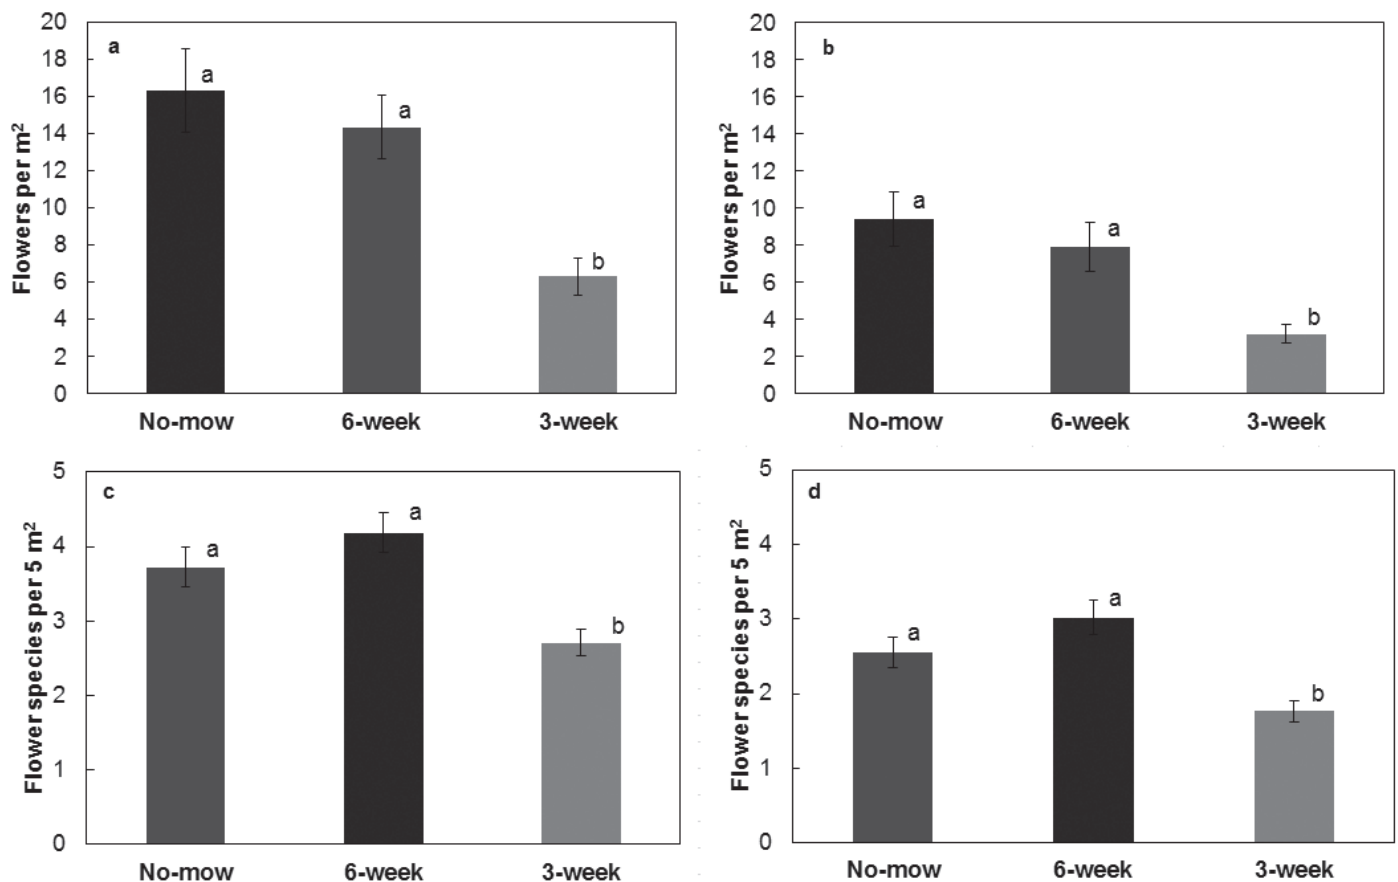 a
Flowers per m²
20
18
16
14
12
10
8
6
4
2
0
a
a
b
No-mow
6-week
3-week
b
Flowers per m²
20
18
16
14
12
10
8
6
4
2
0
a
a
b
No-mow
6-week
3-week
c
Flower species per 5 m²
5
4
3
2
1
0
a
a
b
No-mow
6-week
3-week
d
Flower species per 5 m²
5
4
3
2
1
0
a
a
b
No-mow
6-week
3-week